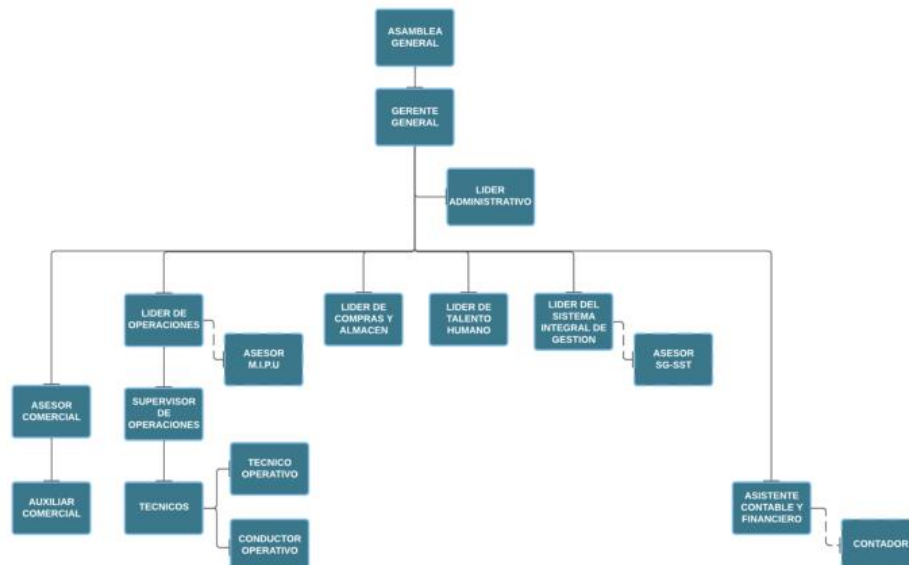 ASAMBLEA
GENERAL
GERENTE
GENERAL
LIDER
ADMINISTRATIVO
LIDER DE
OPERACIONES
LIDER DE
COMPRAS Y
ALMACEN
LIDER DE
TALENTO
HUMANO
LIDER DEL
SISTEMA
INTEGRAL DE
GESTION
ASESOR
M.I.P.U
ASESOR
SG-SST
ASESOR
COMERCIAL
SUPERVISOR
DE
OPERACIONES
TECNICO
OPERATIVO
AUXILIAR
COMERCIAL
TECNICOS
ASISTENTE
CONTABLE Y
FINANCIERO
CONDUCTOR
OPERATIVO
CONTADOR